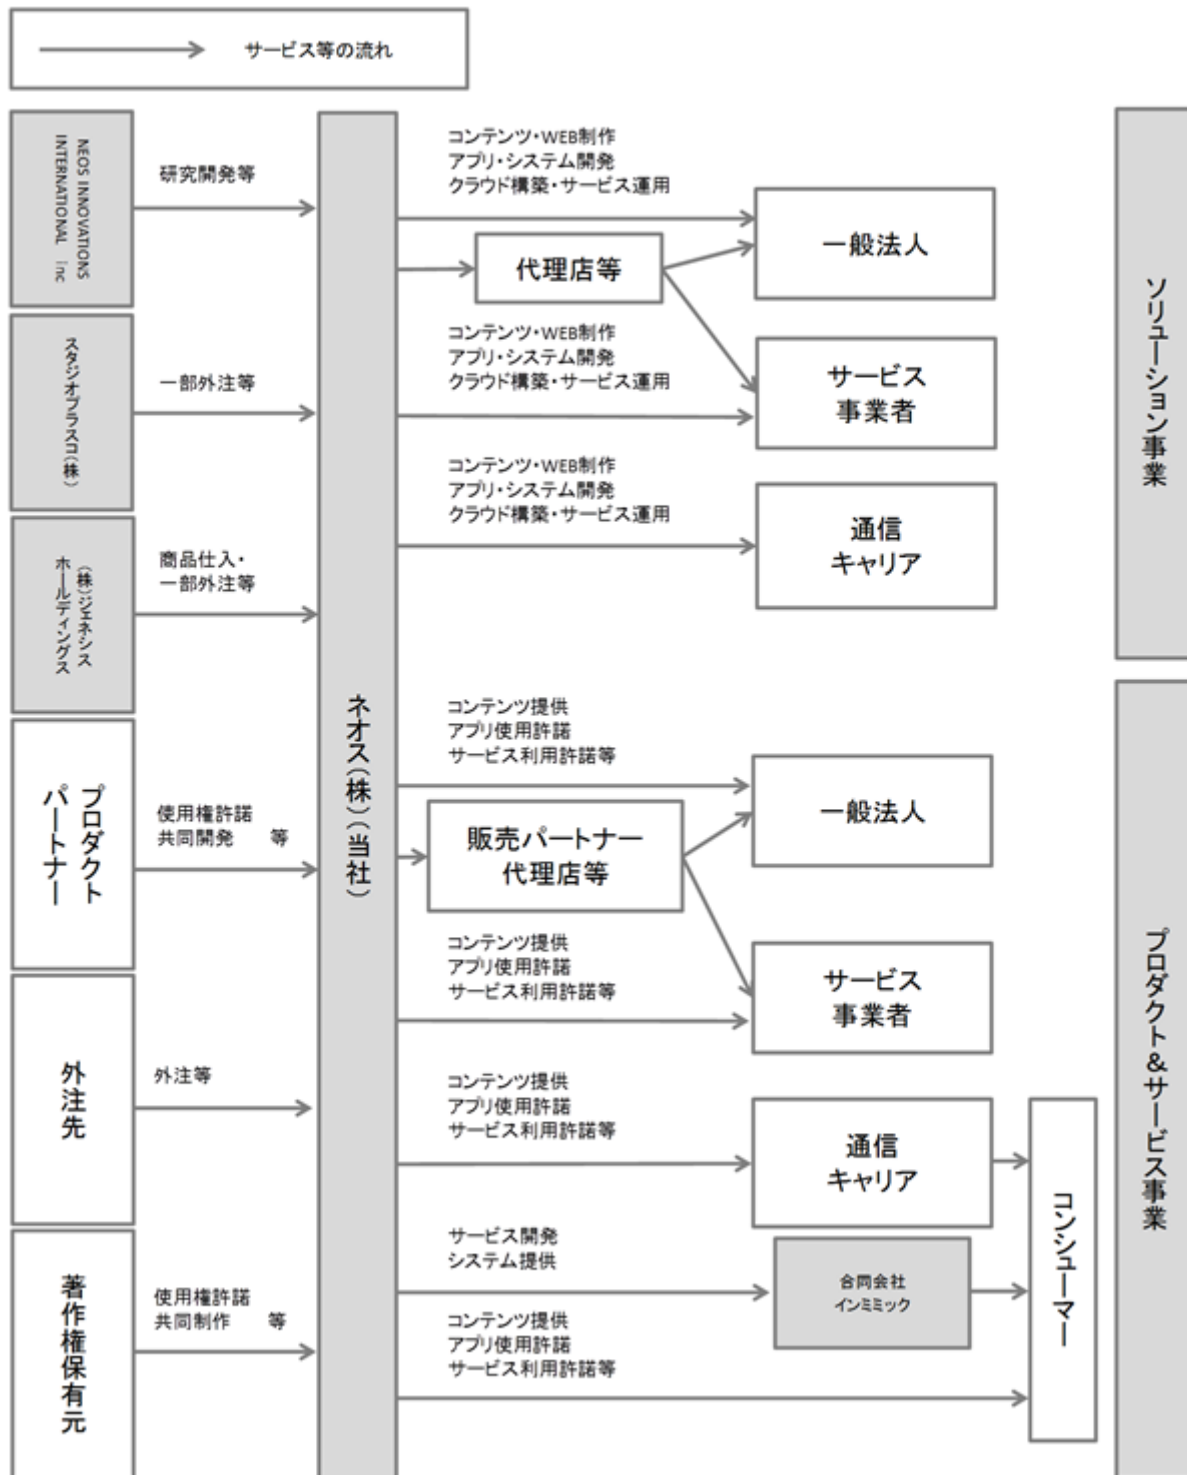 サービス等の流れ
NEOS INNOVATIONS
INTERNATIONAL inc
研究開発等
スタジオプラスコ(株)
一部外注等
(株)ジェネシス
ホールディングス
商品仕入・
一部外注等
プロダクト
パートナー
使用権許諾
共同開発 等
外注先
外注等
著作権保有元
使用権許諾
共同制作 等
ネオス(株)(当社)
コンテンツ・WEB制作
アプリ・システム開発
クラウド構築・サービス運用
代理店等
一般法人
コンテンツ・WEB制作
アプリ・システム開発
クラウド構築・サービス運用
サービス
事業者
コンテンツ・WEB制作
アプリ・システム開発
クラウド構築・サービス運用
通信
キャリア
ソリューション事業
コンテンツ提供
アプリ使用許諾
サービス利用許諾等
販売パートナー
代理店等
一般法人
コンテンツ提供
アプリ使用許諾
サービス利用許諾等
サービス
事業者
コンテンツ提供
アプリ使用許諾
サービス利用許諾等
通信
キャリア
サービス開発
システム提供
合同会社
インミミック
コンテンツ提供
アプリ使用許諾
サービス利用許諾等
コンシューマー
プロダクト&サービス事業